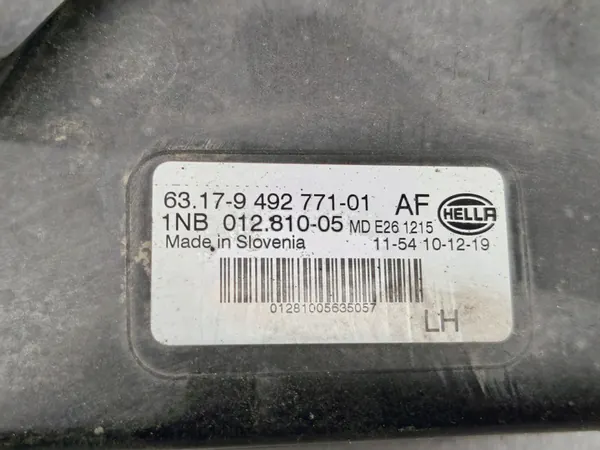 63.17-9 492 771-01 AF HELLA
1NB 012.810-05 MD E26 1215
Made in Slovenia 11-54 10-12-19
01281005635057
LH